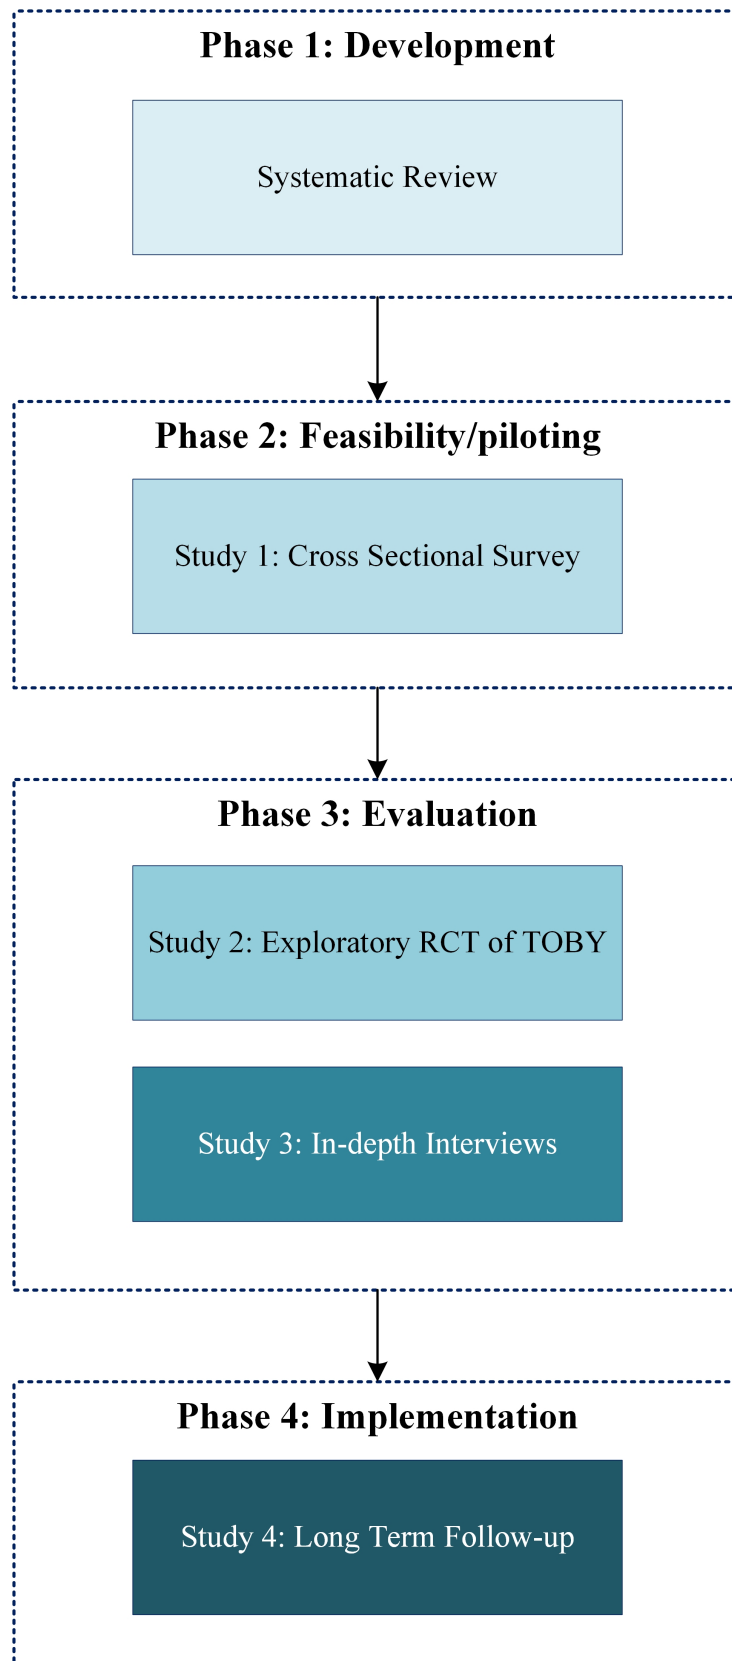 Phase 1: Development
Systematic Review
Phase 2: Feasibility/piloting
Study 1: Cross Sectional Survey
Phase 3: Evaluation
Study 2: Exploratory RCT of TOBY
Study 3: In-depth Interviews
Phase 4: Implementation
Study 4: Long Term Follow-up